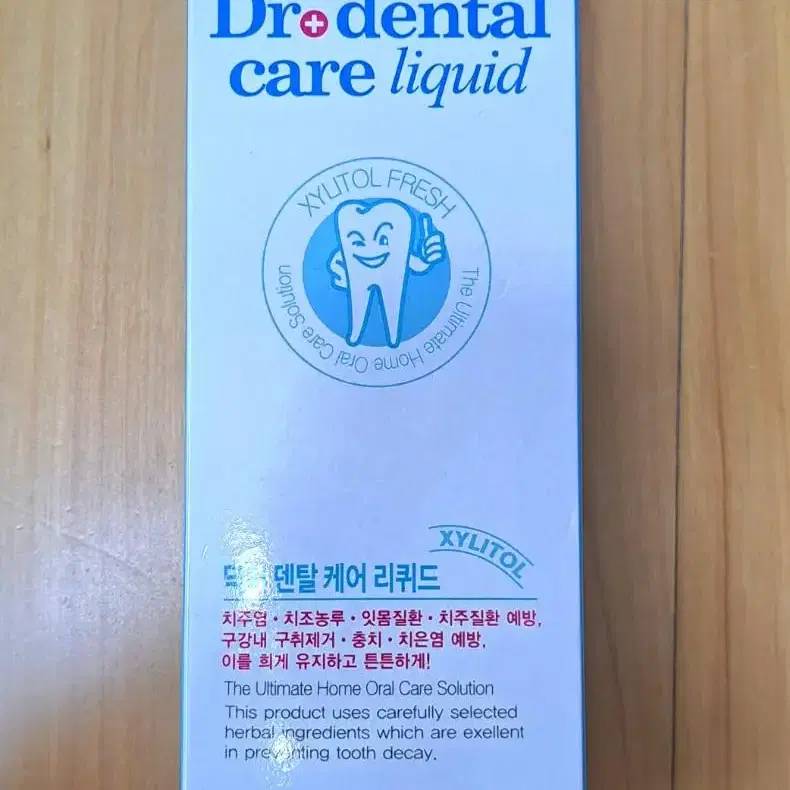 Dr dental
care liquid
XYLITOL FRESH
The Ultimate Home Oral Care Solution
XYLITOL
덴탈 케어 리퀴드
치주염 · 치조농루 · 잇몸질환 · 치주질환 예방,
구강내 구취제거 · 충치 · 치은염 예방,
이를 희게 유지하고 튼튼하게!
The Ultimate Home Oral Care Solution
This product uses carefully selected
herbal ingredients which are exellent
in preventing tooth decay.